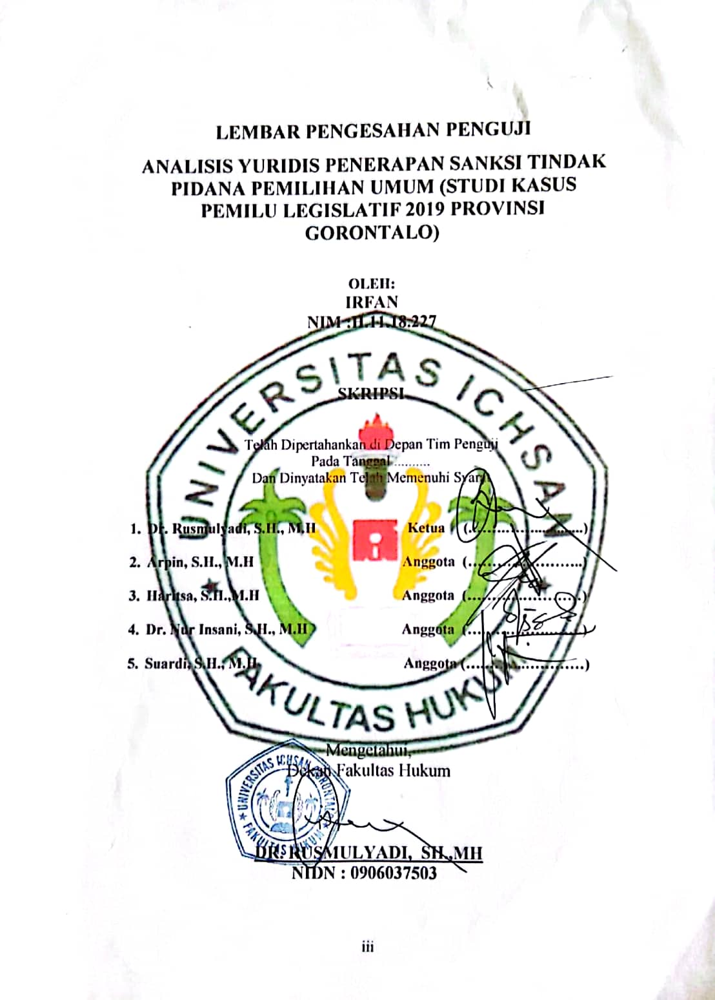 LEMBAR PENGESAHAN PENGUJI
ANALISIS YURIDIS PENERAPAN SANKSI TINDAK
PIDANA PEMILIHAN UMUM (STUDI KASUS
PEMILU LEGISLATIF 2019 PROVINSI
GORONTALO)
OLEH:
IRFAN
NIM :H.11.18.227
UNIVERSITAS ICHSAN
SKRIPSI
Telah Dipertahankan di Depan Tim Penguji
Pada Tanggal ..........
Dan Dinyatakan Telah Memenuhi Syarat
1. Dr. Rusmulyadi, S.H., M.H Ketua (..............................)
2. Arpin, S.H., M.H Anggota (..............................)
3. Haritsa, S.H.,M.H Anggota (..............................)
4. Dr. Nur Insani, S.H., M.H Anggota (..............................)
5. Suardi, S.H., M.H Anggota (..............................)
FAKULTAS HUKUM
Mengetahui,
Dekan Fakultas Hukum
UNIVERSITAS ICHSAN GORONTALO
FAKULTAS HUKUM
DR. RUSMULYADI, SH.,MH
NIDN : 0906037503
iii